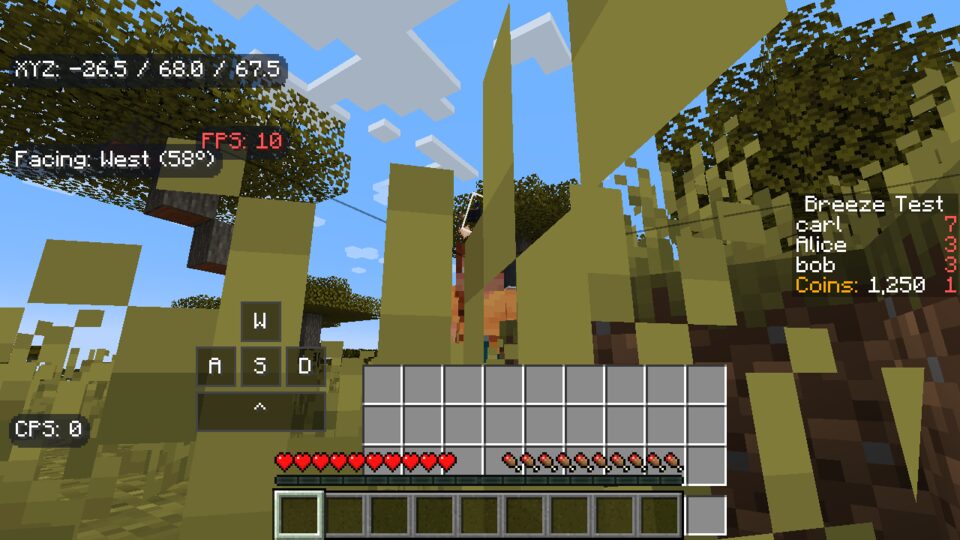 XYZ: -26.5 / 68.0 / 67.5
FPS: 10
Facing: West (58°)
Breeze Test
carl 7
Alice 3
bob 3
Coins: 1,250 1
W
A S D
^
CPS: 0